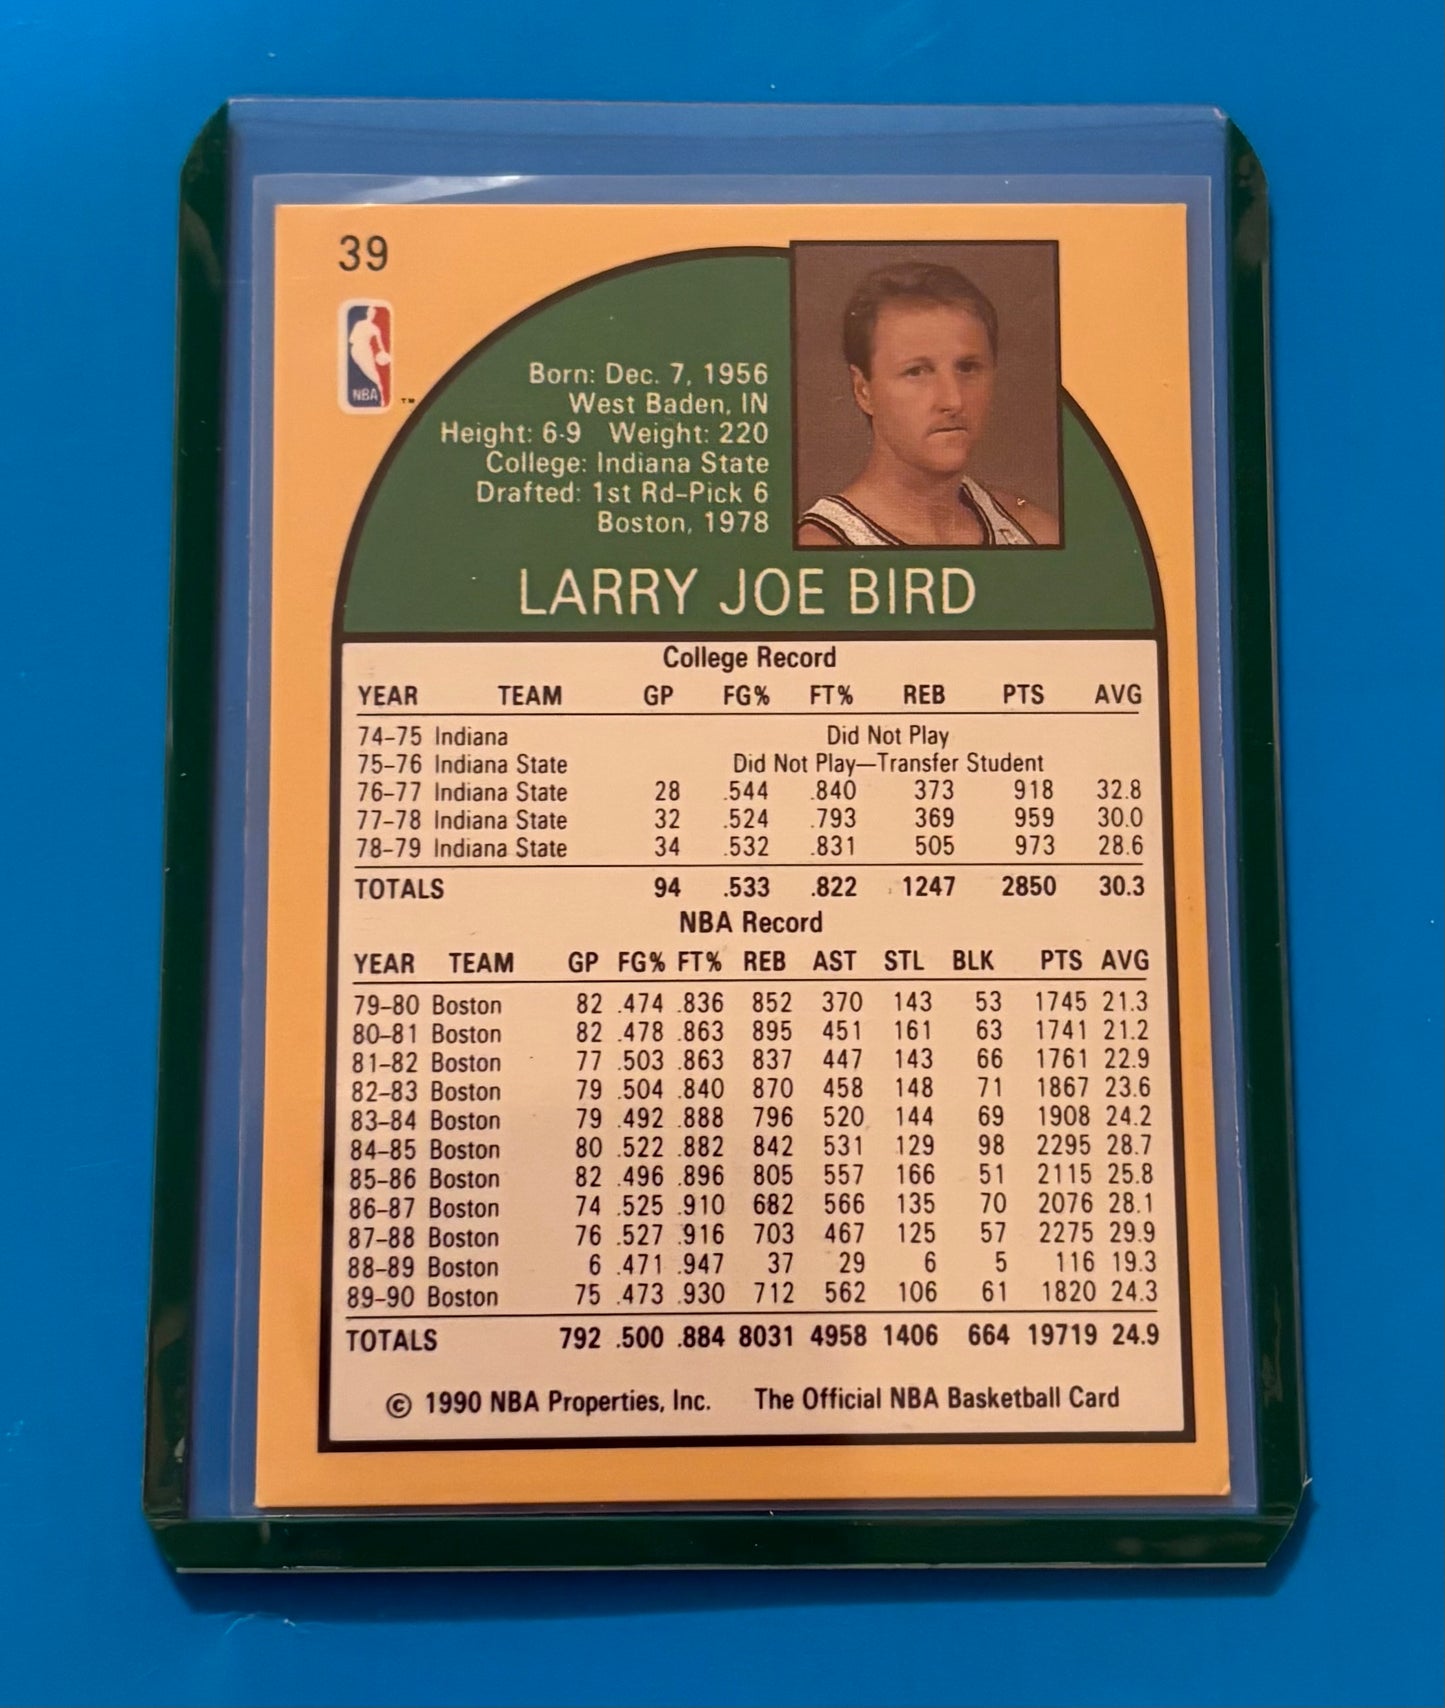 39
NBA
TM
Born: Dec. 7, 1956
West Baden, IN
Height: 6-9 Weight: 220
College: Indiana State
Drafted: 1st Rd–Pick 6
Boston, 1978
LARRY JOE BIRD
College Record
YEAR TEAM GP FG% FT% REB PTS AVG
74–75 Indiana Did Not Play
75–76 Indiana State Did Not Play—Transfer Student
76–77 Indiana State 28 .544 .840 373 918 32.8
77–78 Indiana State 32 .524 .793 369 959 30.0
78–79 Indiana State 34 .532 .831 505 973 28.6
TOTALS 94 .533 .822 1247 2850 30.3
NBA Record
YEAR TEAM GP FG% FT% REB AST STL BLK PTS AVG
79–80 Boston 82 .474 .836 852 370 143 53 1745 21.3
80–81 Boston 82 .478 .863 895 451 161 63 1741 21.2
81–82 Boston 77 .503 .863 837 447 143 66 1761 22.9
82–83 Boston 79 .504 .840 870 458 148 71 1867 23.6
83–84 Boston 79 .492 .888 796 520 144 69 1908 24.2
84–85 Boston 80 .522 .882 842 531 129 98 2295 28.7
85–86 Boston 82 .496 .896 805 557 166 51 2115 25.8
86–87 Boston 74 .525 .910 682 566 135 70 2076 28.1
87–88 Boston 76 .527 .916 703 467 125 57 2275 29.9
88–89 Boston 6 .471 .947 37 29 6 5 116 19.3
89–90 Boston 75 .473 .930 712 562 106 61 1820 24.3
TOTALS 792 .500 .884 8031 4958 1406 664 19719 24.9
© 1990 NBA Properties, Inc. The Official NBA Basketball Card